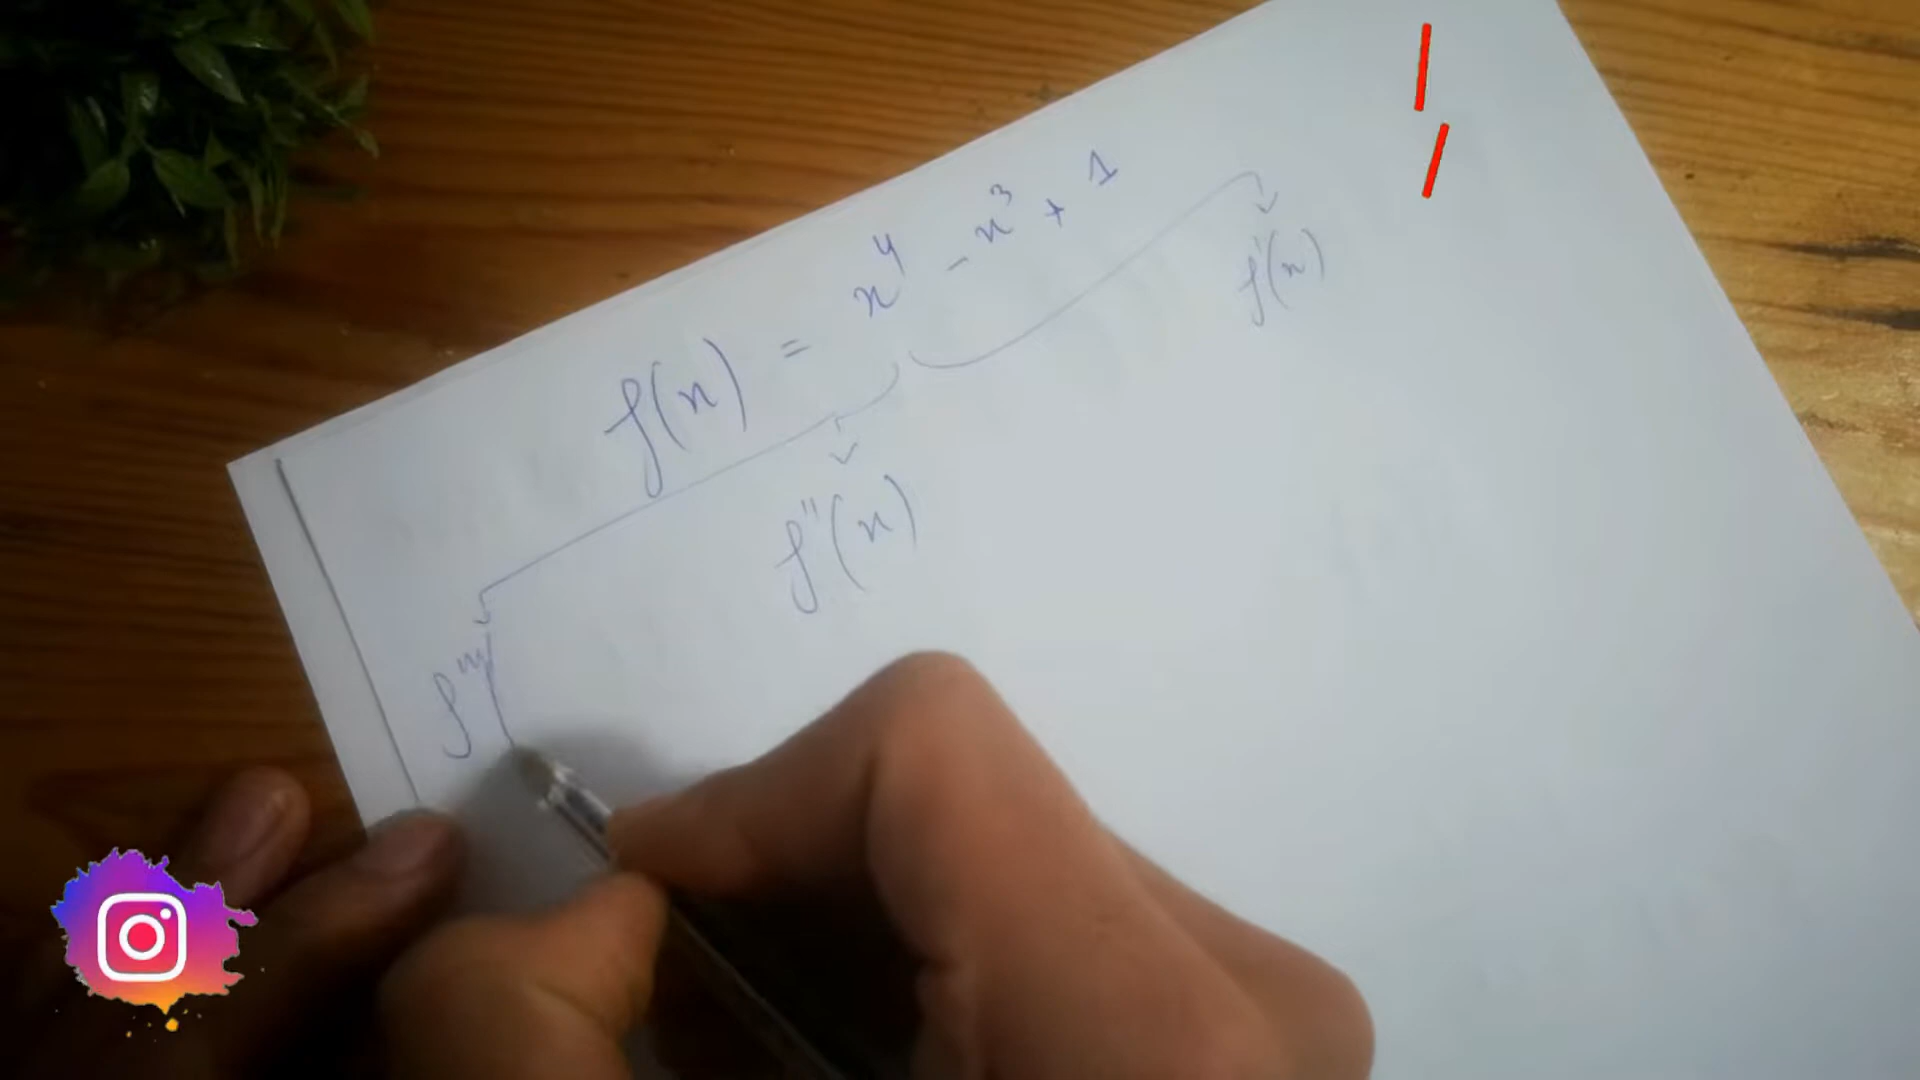 f(x) = x⁴ - x³ + 1
f'(x)
f''(x)
f'''(